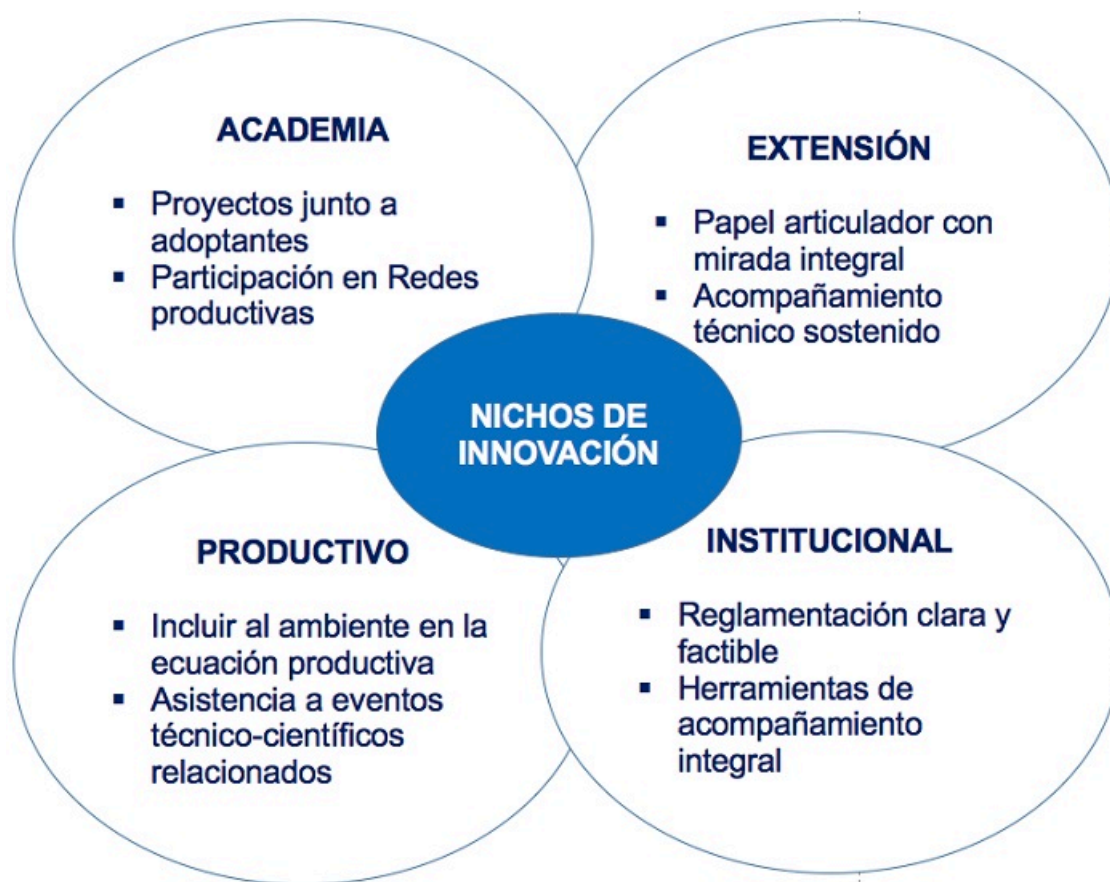 ACADEMIA
▪ Proyectos junto a
adoptantes
▪ Participación en Redes
productivas
EXTENSIÓN
▪ Papel articulador con
mirada integral
▪ Acompañamiento
técnico sostenido
NICHOS DE
INNOVACIÓN
PRODUCTIVO
▪ Incluir al ambiente en la
ecuación productiva
▪ Asistencia a eventos
técnico-científicos
relacionados
INSTITUCIONAL
▪ Reglamentación clara y
factible
▪ Herramientas de
acompañamiento
integral